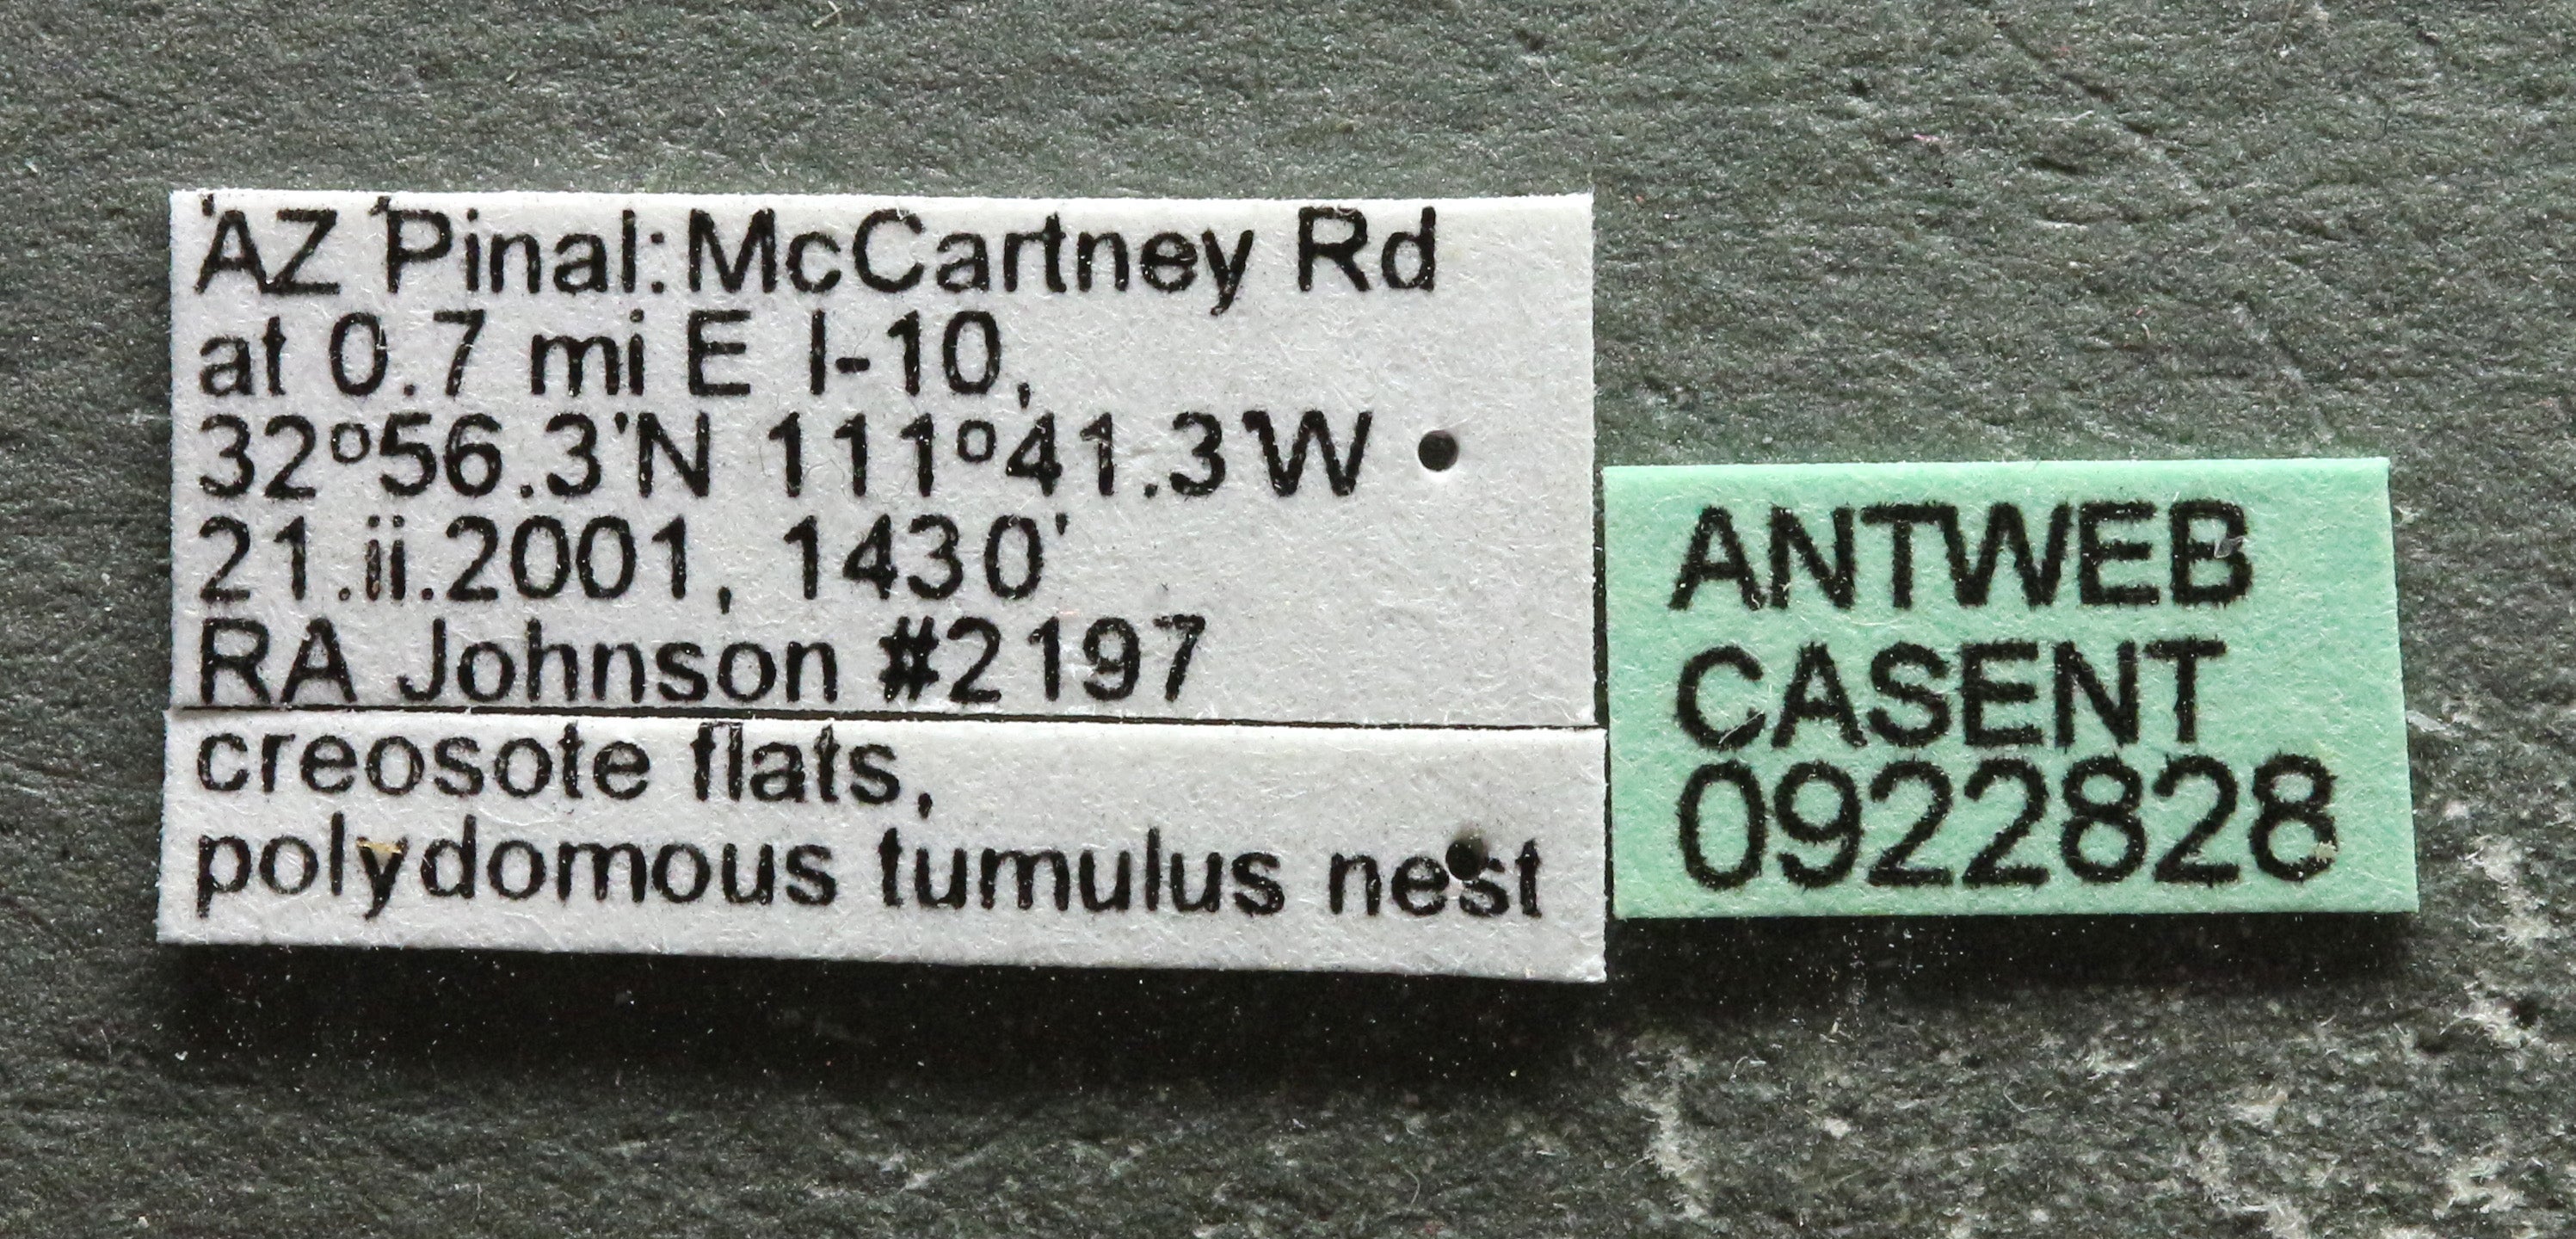 AZ Pinal: McCartney Rd
at 0.7 mi E I-10,
32°56.3'N 111°41.3'W
21.ii.2001, 1430'
RA Johnson #2197
creosote flats,
polydomous tumulus nest
ANTWEB
CASENT
0922828